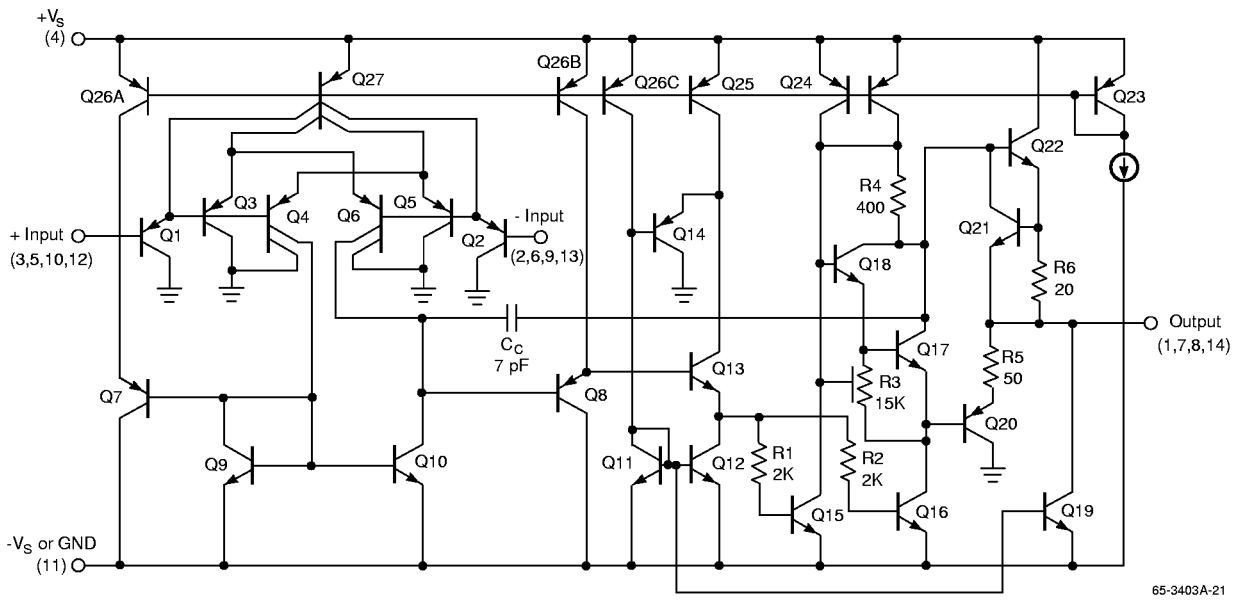 +VS
(4)
Q26A
Q27
Q26B
Q26C
Q25
Q24
Q23
Q22
R4
400
Q3
Q4
Q6
Q5
- Input
+ Input
Q1
Q2
(3,5,10,12)
(2,6,9,13)
Q14
Q21
Q18
R6
20
Output
(1,7,8,14)
CC
7 pF
Q17
Q13
R5
50
R3
15K
Q7
Q8
Q20
Q9
Q10
Q11
Q12
R1
2K
R2
2K
Q15
Q16
Q19
-VS or GND
(11)
65-3403A-21